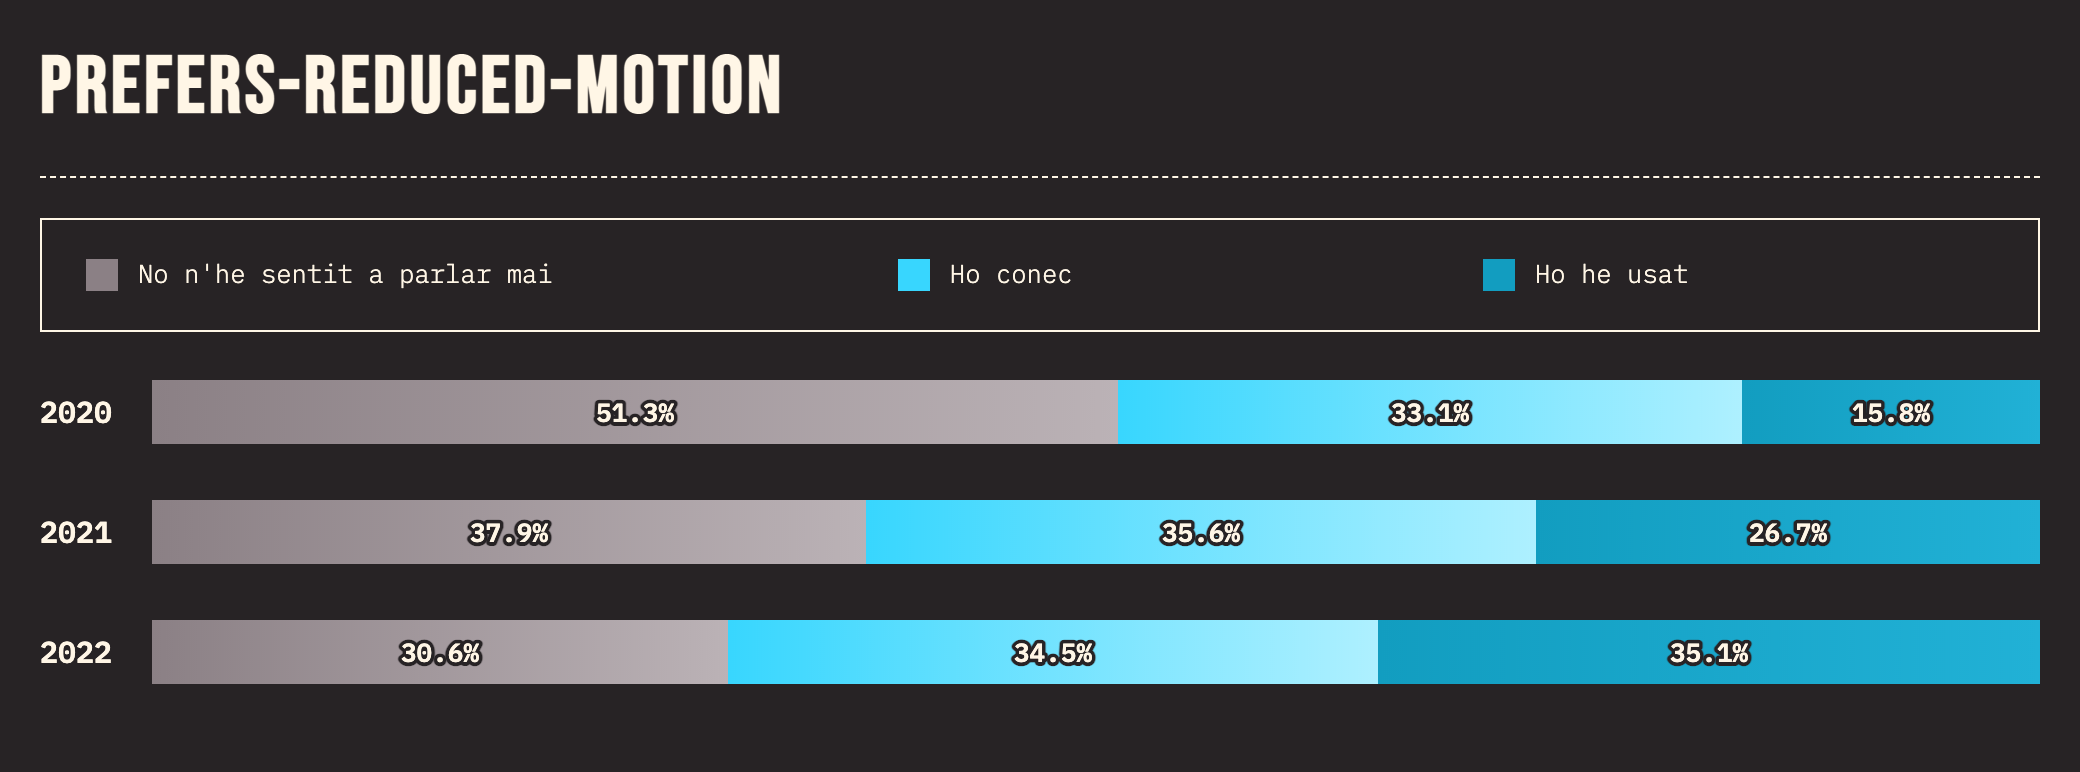 PREFERS-REDUCED-MOTION
No n'he sentit a parlar mai
Ho conec
Ho he usat
2020 51.3% 33.1% 15.8%
2021 37.9% 35.6% 26.7%
2022 30.6% 34.5% 35.1%